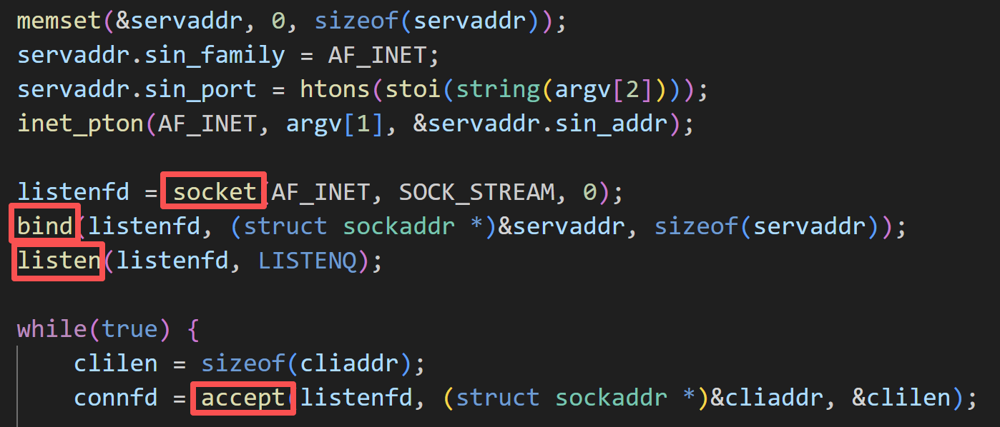 memset(&servaddr, 0, sizeof(servaddr));
servaddr.sin_family = AF_INET;
servaddr.sin_port = htons(stoi(string(argv[2])));
inet_pton(AF_INET, argv[1], &servaddr.sin_addr);
listenfd = socket(AF_INET, SOCK_STREAM, 0);
bind(listenfd, (struct sockaddr *)&servaddr, sizeof(servaddr));
listen(listenfd, LISTENQ);
while(true) {
clilen = sizeof(cliaddr);
connfd = accept(listenfd, (struct sockaddr *)&cliaddr, &clilen);